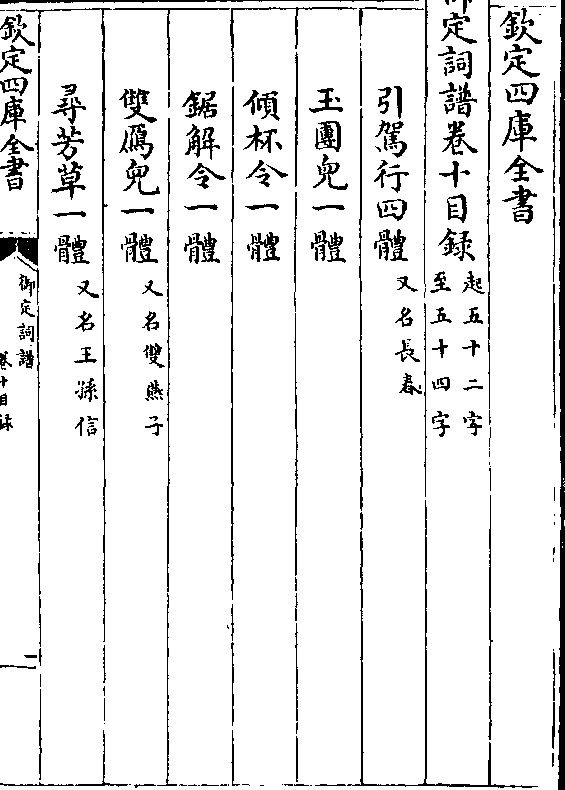 欽定四庫全書
御定詞譜卷十目録 起五十二字至五十四字
引駕行四體 又名長春
玉團兒一體
傾杯令一體
鋸解令一體
雙鴈兒一體 又名雙燕子
尋芳草一體 又名王孫信
欽定四庫全書
御定詞譜
卷十目録
一